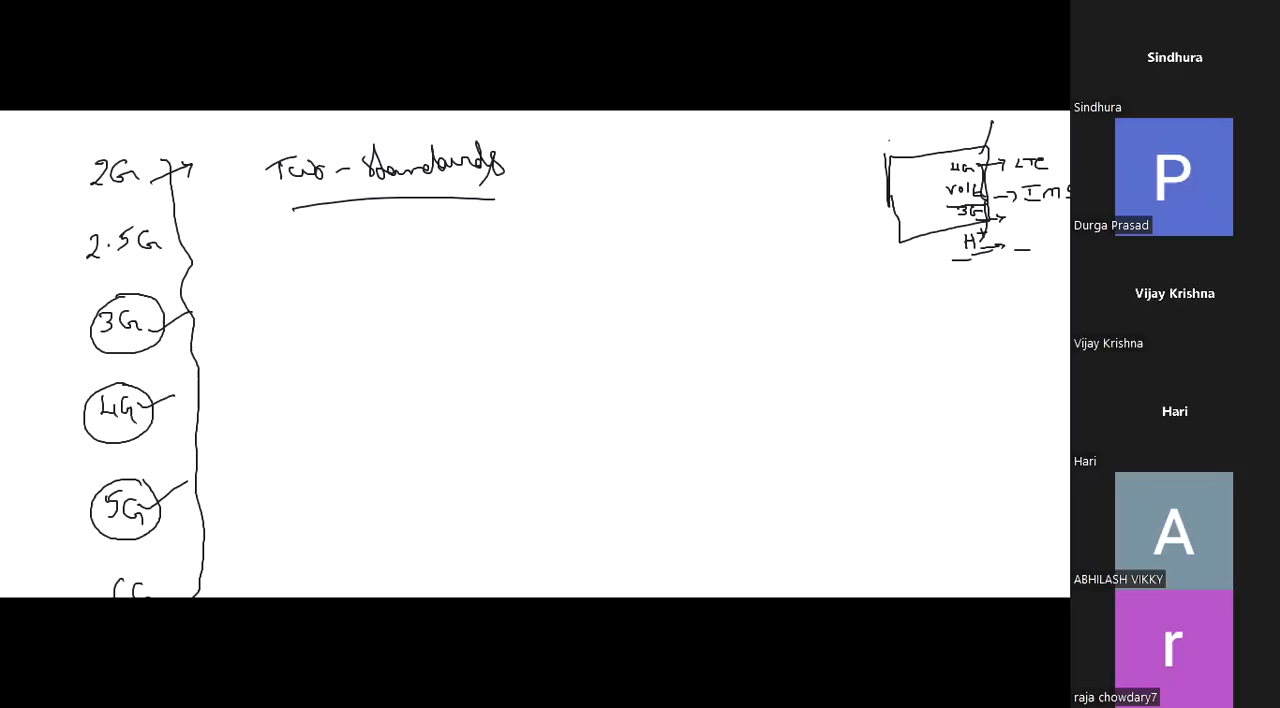 2G
Two - Standards
2.5G
3G
4G
5G
4G → LTE
Volt → IMS
3G
H+
Sindhura
Sindhura
P
Durga Prasad
Vijay Krishna
Vijay Krishna
Hari
Hari
A
ABHILASH VIKKY
r
raja chowdary7